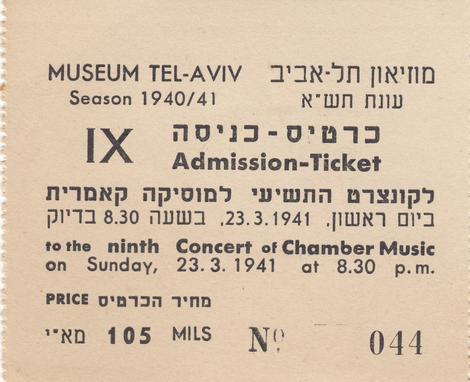 MUSEUM TEL-AVIV מוזיאון תל-אביב
Season 1940/41 עונת תש"א
IX כרטיס-כניסה
Admission-Ticket
לקונצרט התשיעי למוסיקה קאמרית
ביום ראשון, 23.3.1941, בשעה 8.30 בדיוק
to the ninth Concert of Chamber Music
on Sunday, 23.3.1941 at 8.30 p.m.
PRICE מחיר הכרטיס
מא"י 105 MILS Nº 044